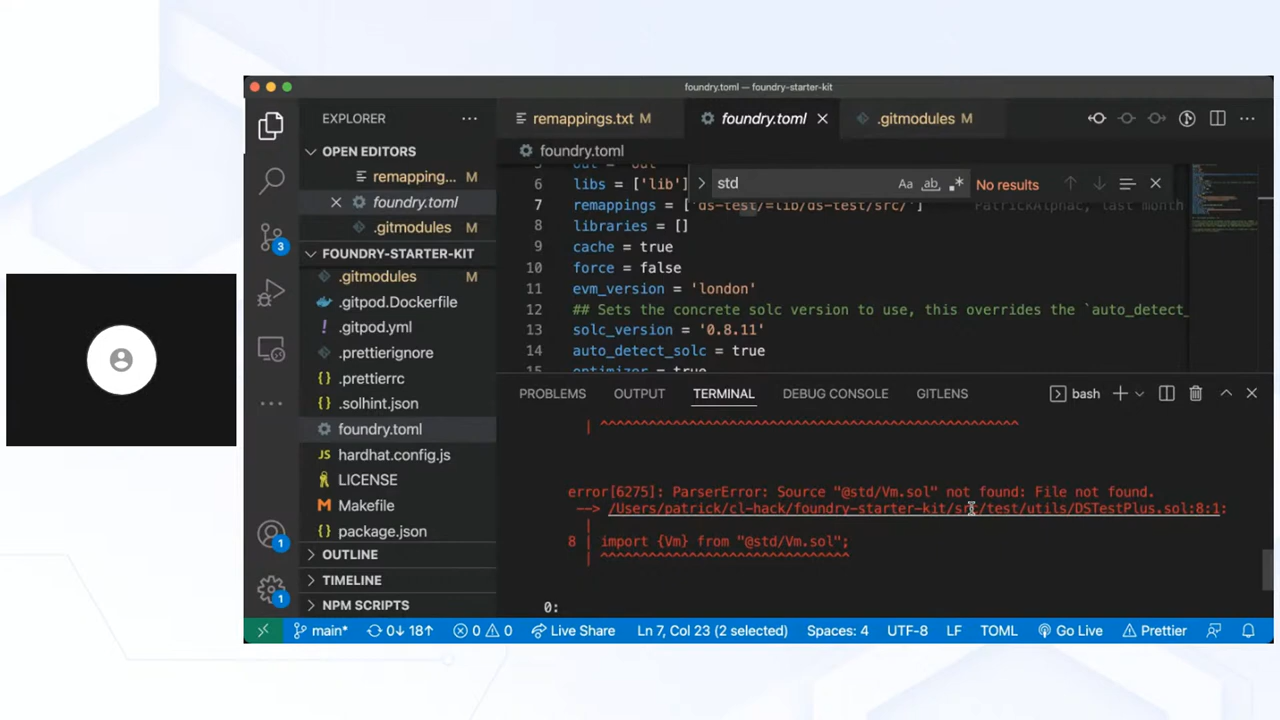 foundry.toml — foundry-starter-kit
EXPLORER
remappings.txt M
foundry.toml
.gitmodules M
OPEN EDITORS
remapping... M
foundry.toml
.gitmodules M
foundry.toml
std
Aa
ab
No results
FOUNDRY-STARTER-KIT
.gitmodules M
.gitpod.Dockerfile
.gitpod.yml
.prettierignore
.prettierrc
.solhint.json
foundry.toml
hardhat.config.js
LICENSE
Makefile
package.json
OUTLINE
TIMELINE
NPM SCRIPTS
3
1
1
6 libs = ['lib']
7 remappings = ['ds-test/=lib/ds-test/src/'] PatrickAlphaC, last month
8 libraries = []
9 cache = true
10 force = false
11 evm_version = 'london'
12 ## Sets the concrete solc version to use, this overrides the `auto_detect_
13 solc_version = '0.8.11'
14 auto_detect_solc = true
15 optimizer = true
PROBLEMS OUTPUT TERMINAL DEBUG CONSOLE GITLENS
bash
| ^^^^^^^^^^^^^^^^^^^^^^^^^^^^^^^^^^^^^^^^^^^^^^^^^^^^
error[6275]: ParserError: Source "@std/Vm.sol" not found: File not found.
--> /Users/patrick/cl-hack/foundry-starter-kit/src/test/utils/DSTestPlus.sol:8:1:
|
8 | import {Vm} from "@std/Vm.sol";
| ^^^^^^^^^^^^^^^^^^^^^^^^^^^^^^^
0:
main* 0↓ 18↑ 0 0 Live Share Ln 7, Col 23 (2 selected) Spaces: 4 UTF-8 LF TOML Go Live Prettier